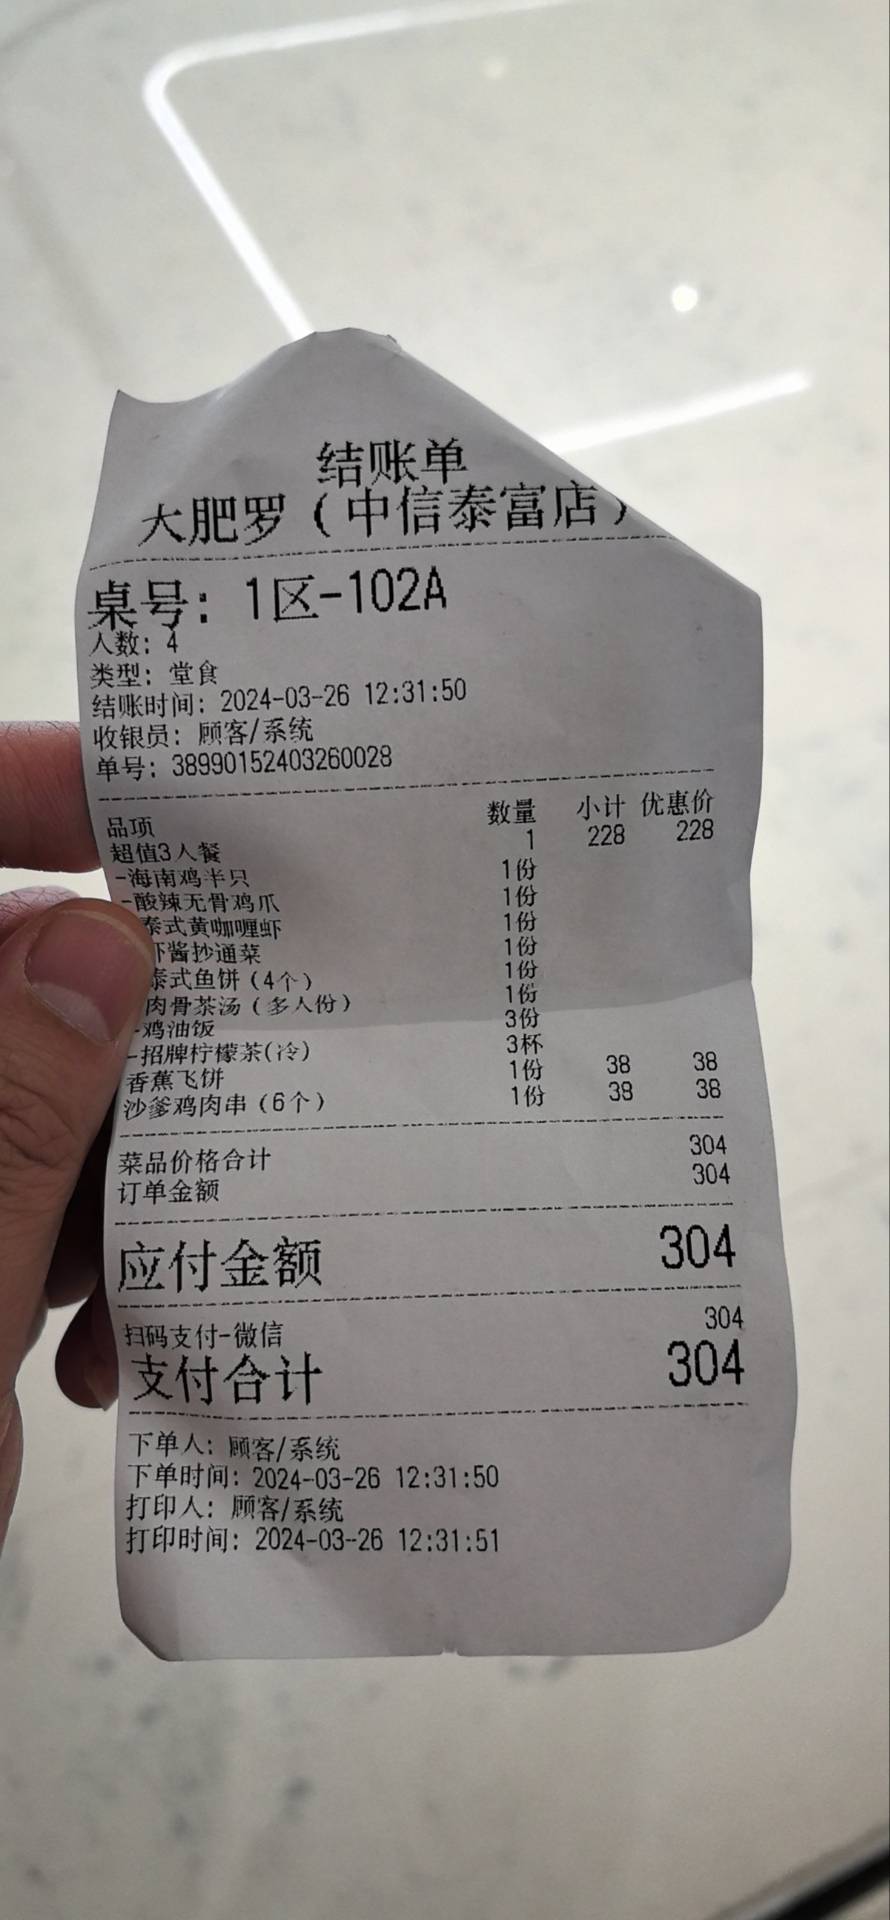 结账单
大肥罗（中信泰富店）
桌号: 1区-102A
人数: 4
类型: 堂食
结账时间: 2024-03-26 12:31:50
收银员: 顾客/系统
单号: 38990152403260028
品项 数量 小计 优惠价
超值3人餐 1 228 228
-海南鸡半只 1份
-酸辣无骨鸡爪 1份
泰式黄咖喱虾 1份
虾酱抄通菜 1份
泰式鱼饼（4个） 1份
肉骨茶汤（多人份） 1份
-鸡油饭 3份
-招牌柠檬茶(冷) 3杯
香蕉飞饼 1份 38 38
沙爹鸡肉串（6个） 1份 38 38
菜品价格合计 304
订单金额 304
应付金额 304
扫码支付-微信 304
支付合计 304
下单人: 顾客/系统
下单时间: 2024-03-26 12:31:50
打印人: 顾客/系统
打印时间: 2024-03-26 12:31:51